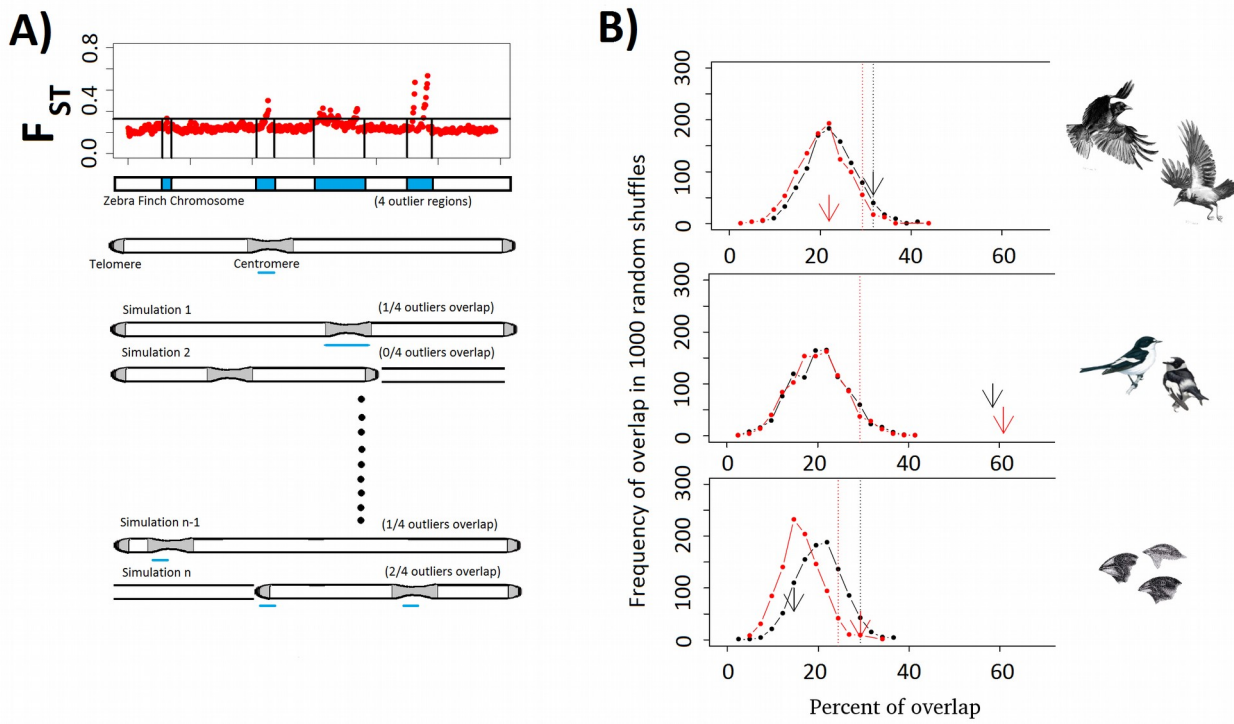 A)
F ST
0.8
0.4
0.0
Zebra Finch Chromosome
(4 outlier regions)
Telomere
Centromere
Simulation 1
(1/4 outliers overlap)
Simulation 2
(0/4 outliers overlap)
Simulation n-1
(1/4 outliers overlap)
Simulation n
(2/4 outliers overlap)
B)
Frequency of overlap in 1000 random shuffles
300
200
100
0
0 20 40 60
300
200
100
0
0 20 40 60
300
200
100
0
0 20 40 60
Percent of overlap